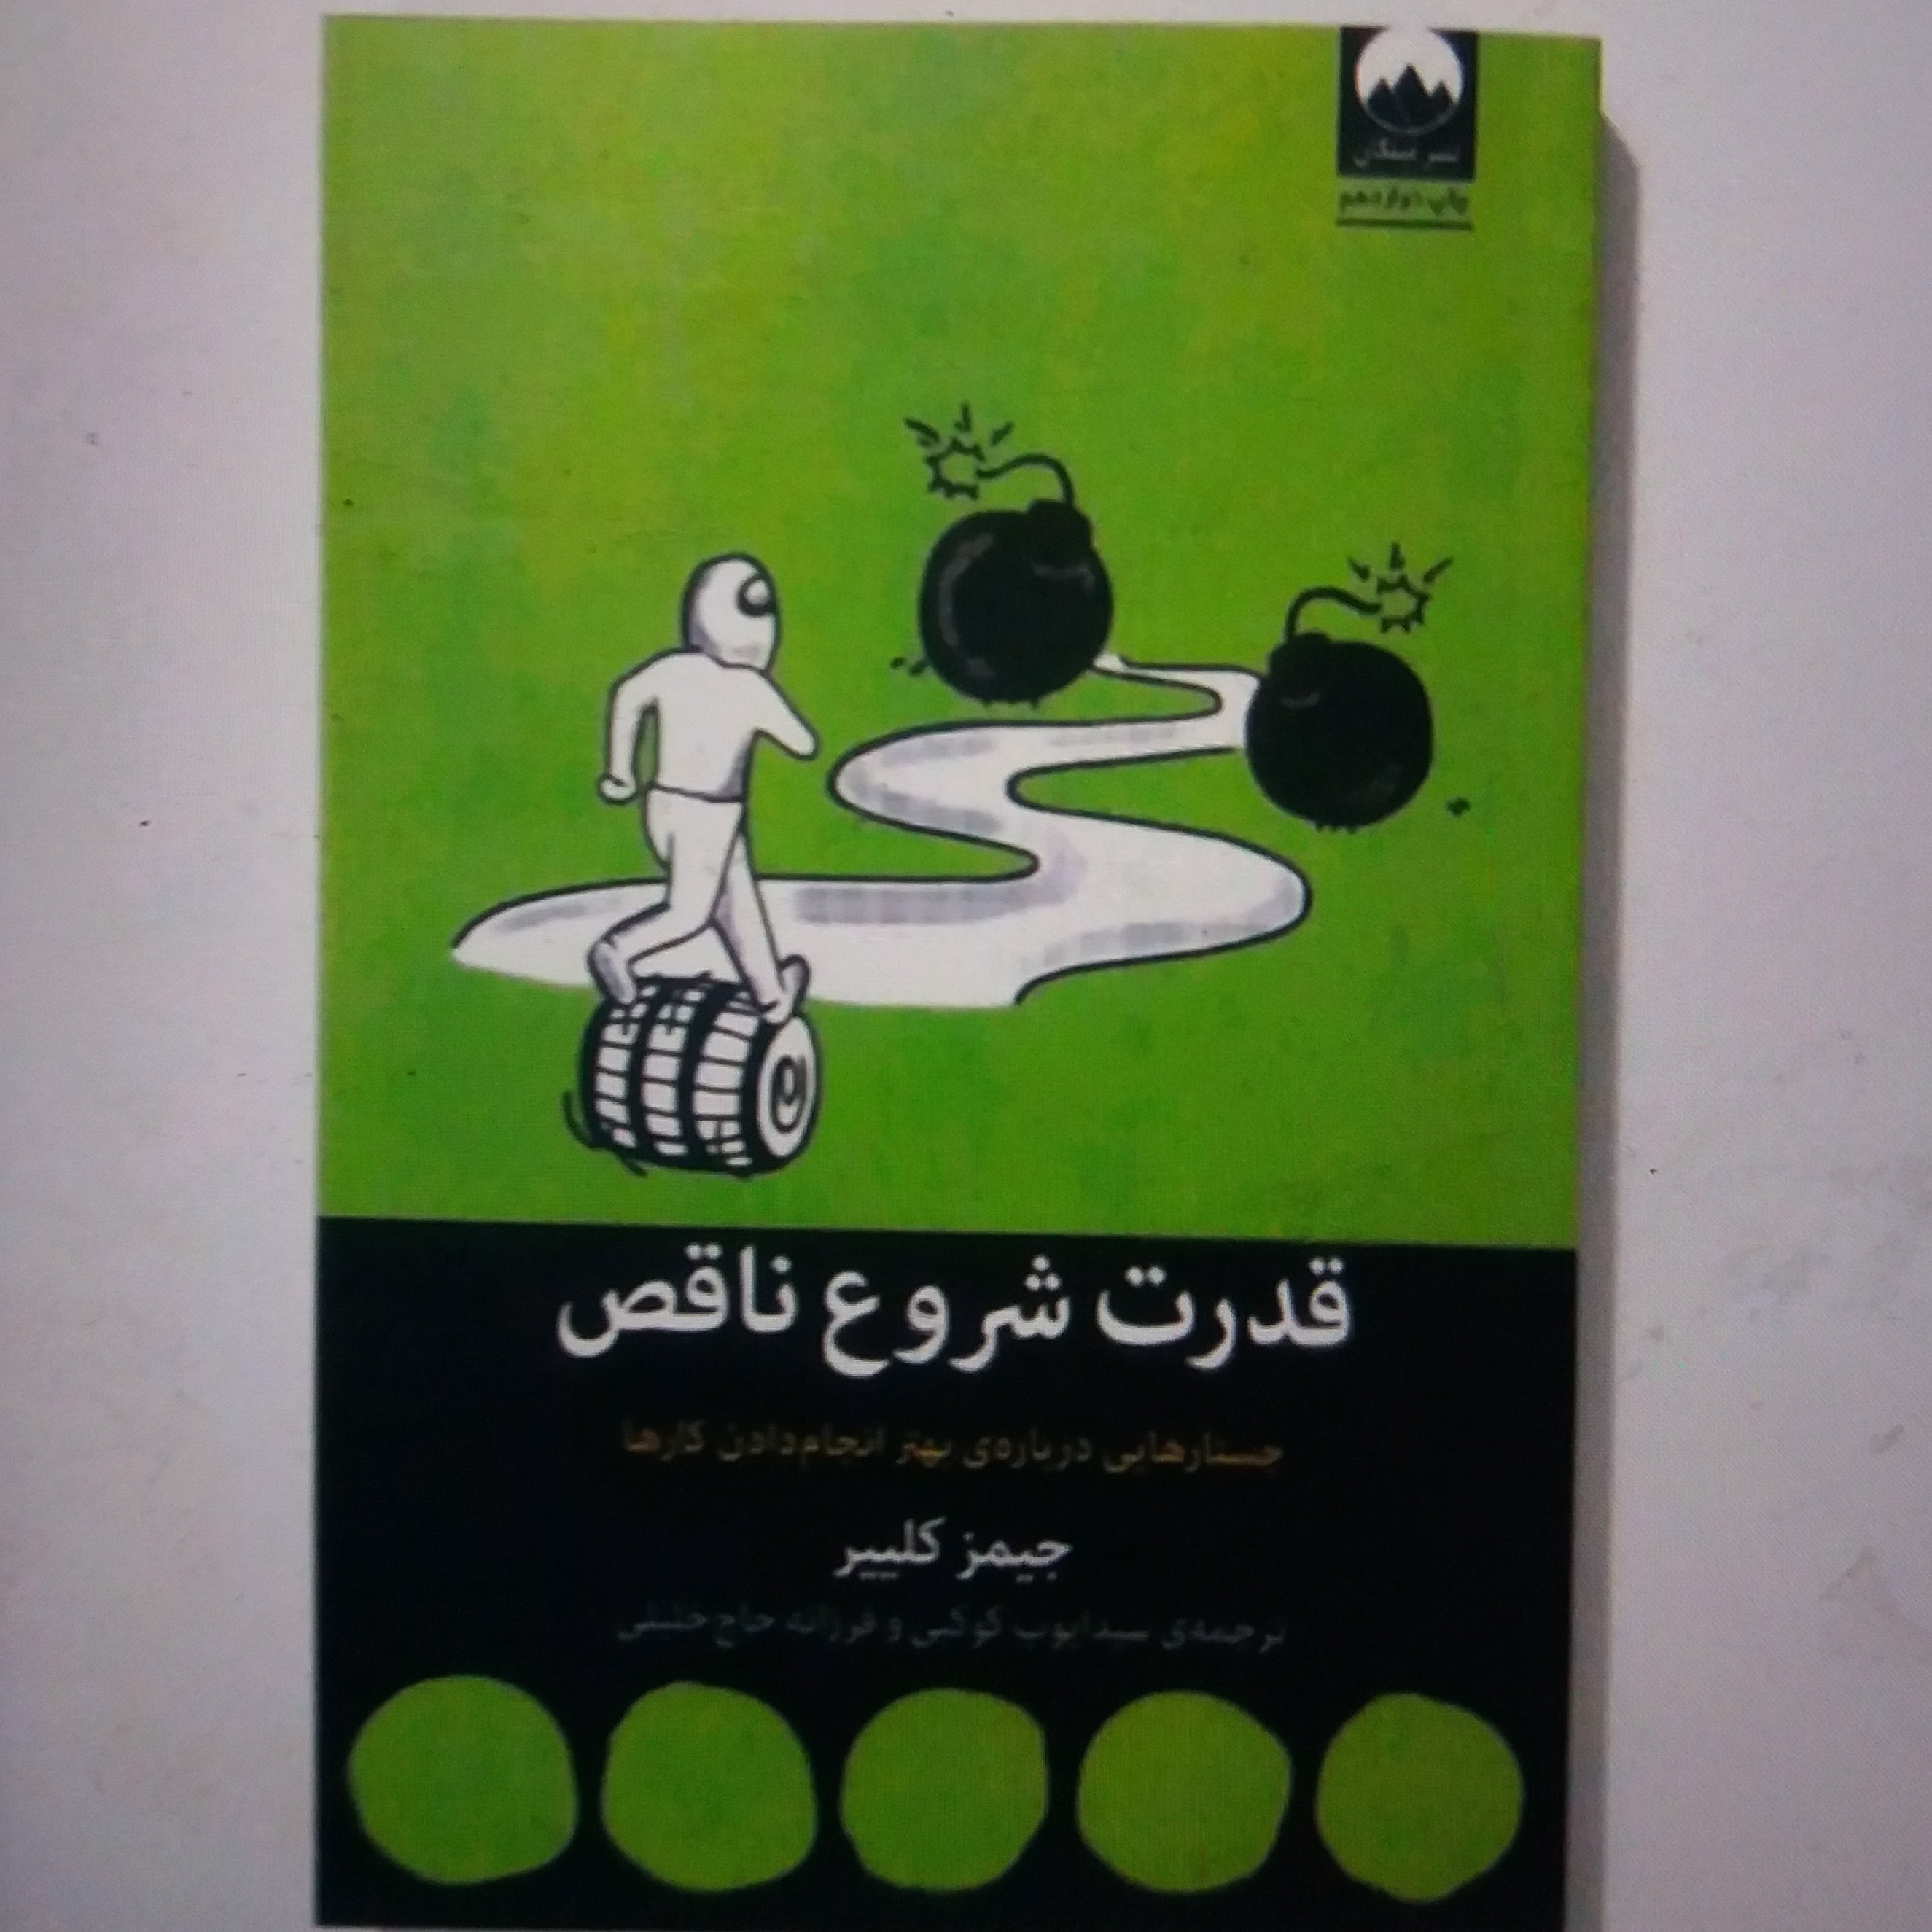 نشر میلکان
چاپ دوازدهم
قدرت شروع ناقص
جستارهایی درباره‌ی بهتر انجام‌دادن کارها
جیمز کلییر
ترجمه‌ی سیدایوب کوکبی و فرزانه حاج‌خلیلی